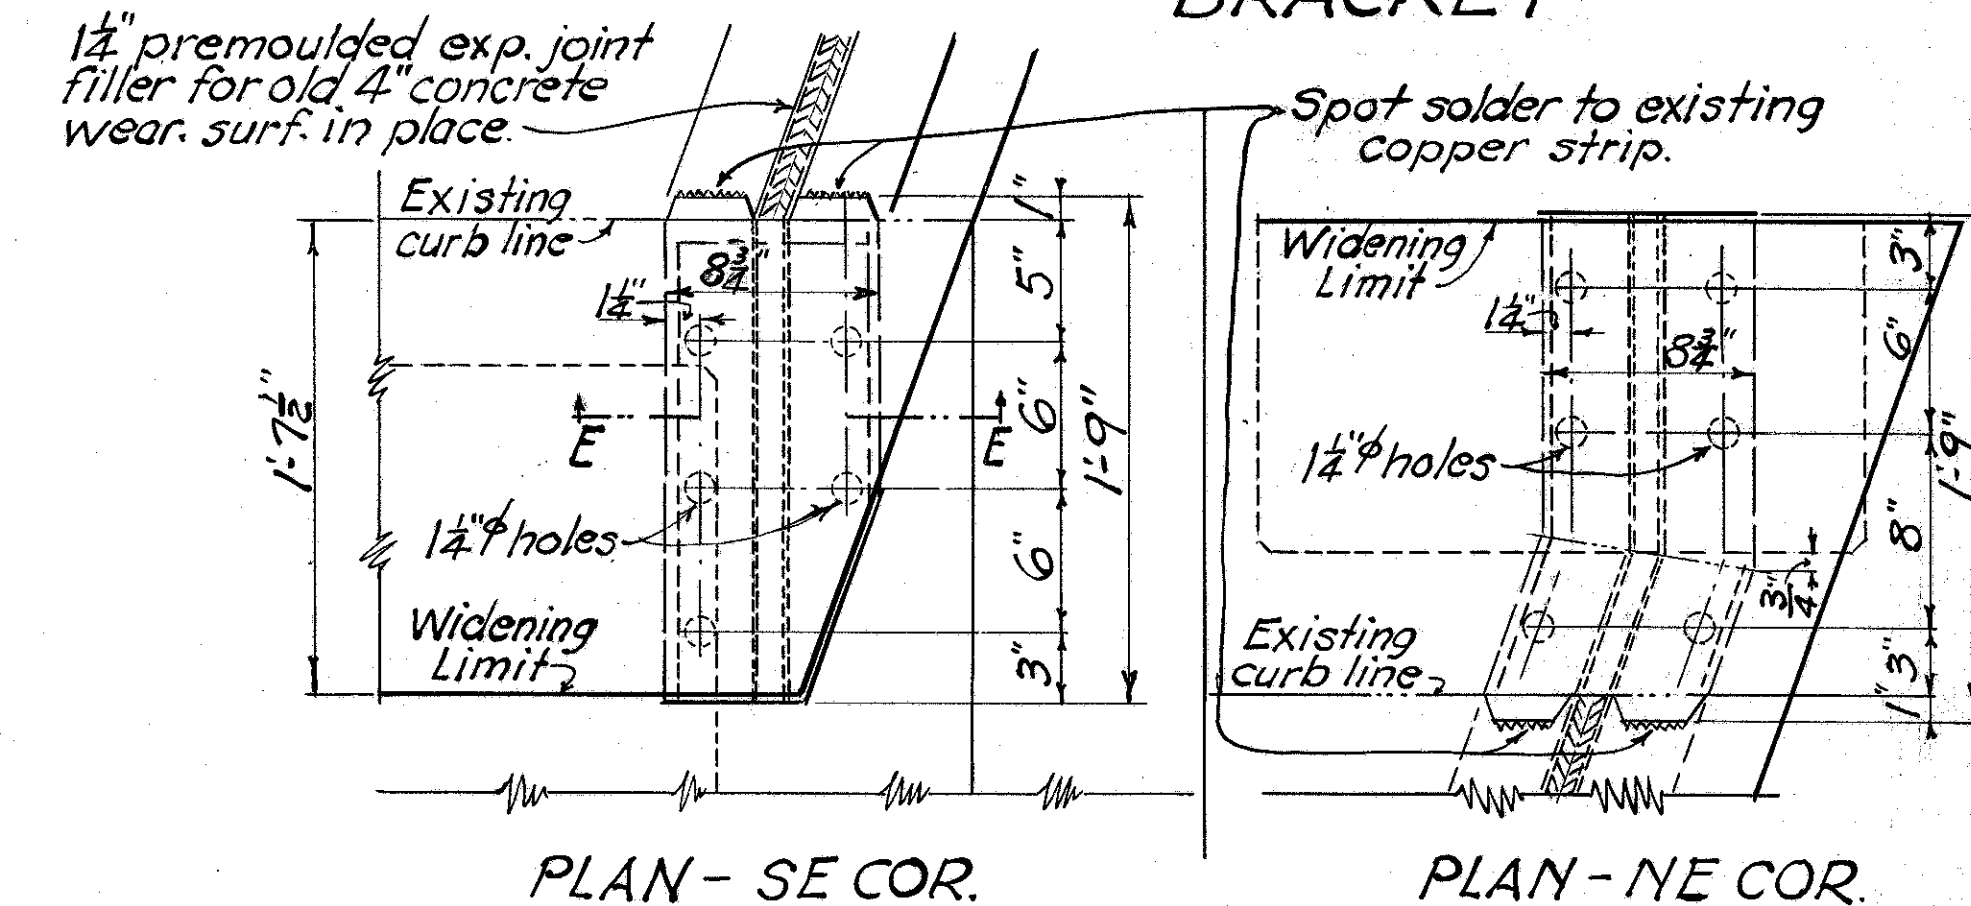 BRACKET
1¼" premoulded exp. joint
filler for old 4" concrete
wear. surf. in place.
Spot solder to existing
copper strip.
Existing
curb line
8¾"
1¼"
1"
5"
6"
6"
3"
1'-9"
1'-7½"
E
E
1¼"φ holes
Widening
Limit
PLAN - SE COR.
Widening
Limit
1¼"
8¾"
1¼"φ holes
3"
6"
8"
3"
1"
1'-9"
¾"
Existing
curb line
PLAN - NE COR.